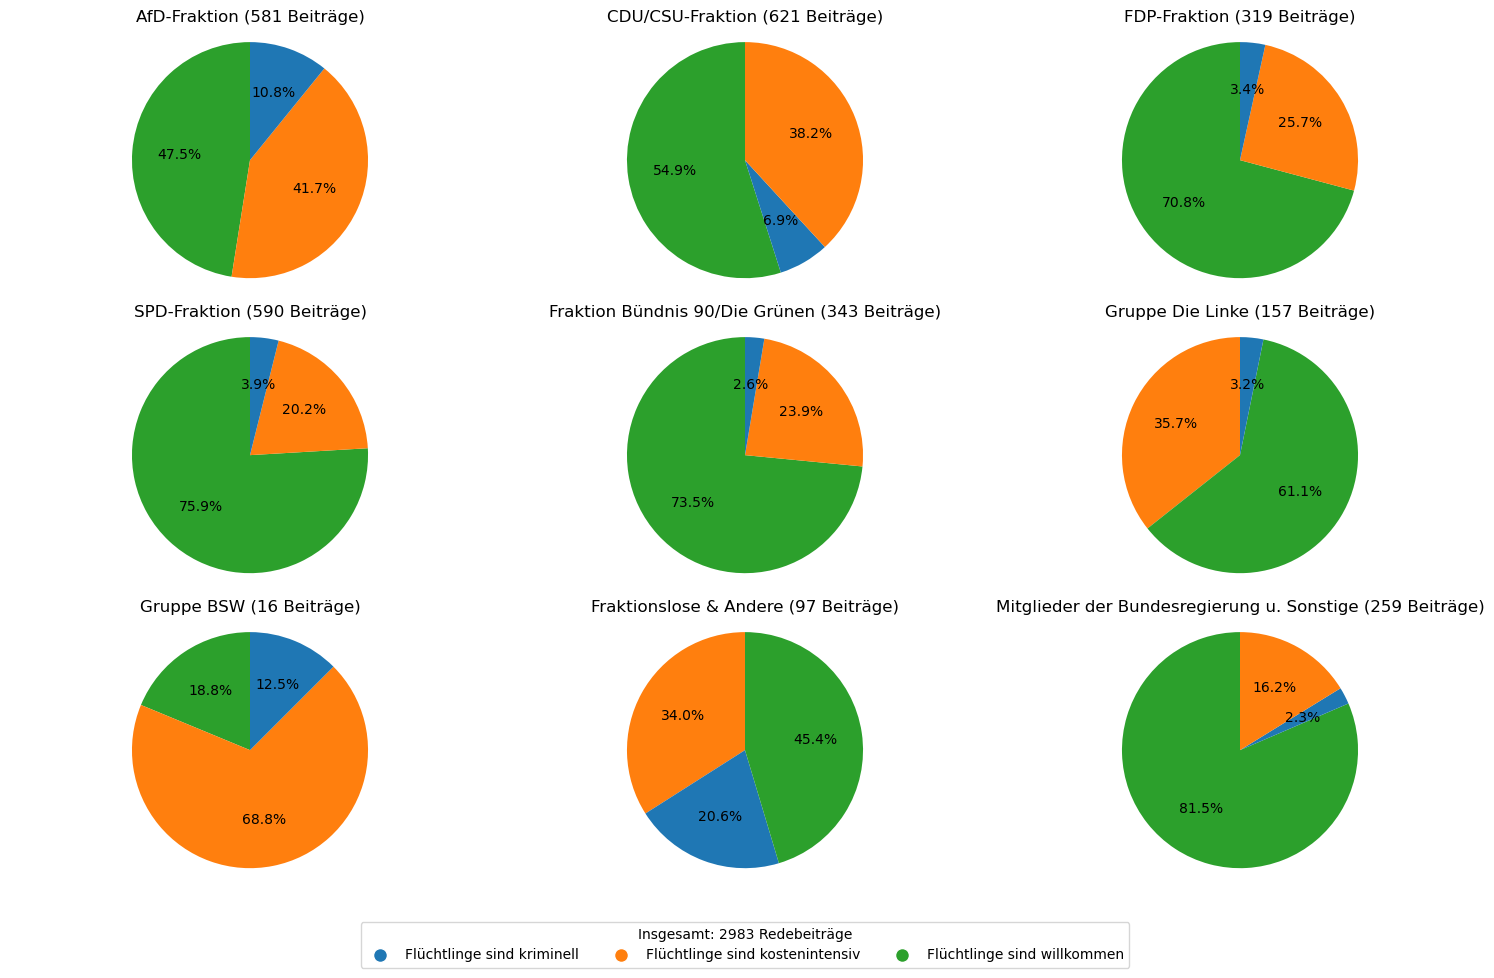 AfD-Fraktion (581 Beiträge)
10.8%
47.5%
41.7%
CDU/CSU-Fraktion (621 Beiträge)
38.2%
54.9%
6.9%
FDP-Fraktion (319 Beiträge)
3.4%
25.7%
70.8%
SPD-Fraktion (590 Beiträge)
3.9%
20.2%
75.9%
Fraktion Bündnis 90/Die Grünen (343 Beiträge)
2.6%
23.9%
73.5%
Gruppe Die Linke (157 Beiträge)
3.2%
35.7%
61.1%
Gruppe BSW (16 Beiträge)
12.5%
18.8%
68.8%
Fraktionslose & Andere (97 Beiträge)
34.0%
45.4%
20.6%
Mitglieder der Bundesregierung u. Sonstige (259 Beiträge)
16.2%
2.3%
81.5%
Insgesamt: 2983 Redebeiträge
Flüchtlinge sind kriminell
Flüchtlinge sind kostenintensiv
Flüchtlinge sind willkommen